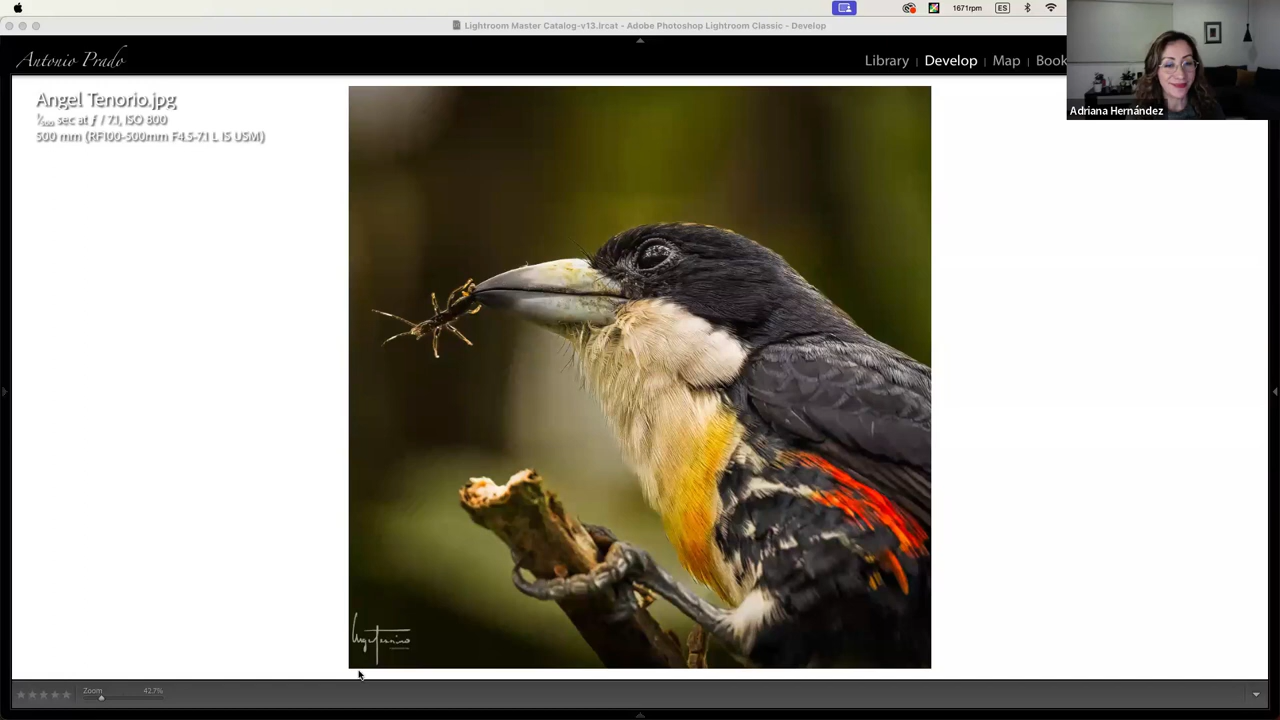 1671rpm
ES
Lightroom Master Catalog-v13.lrcat - Adobe Photoshop Lightroom Classic - Develop
Antonio Prado
Library | Develop | Map | Book
Adriana Hernández
Angel Tenorio.jpg
sec at ƒ / 7.1, ISO 800
500 mm (RF100-500mm F4.5-7.1 L IS USM)
Zoom 42.7%